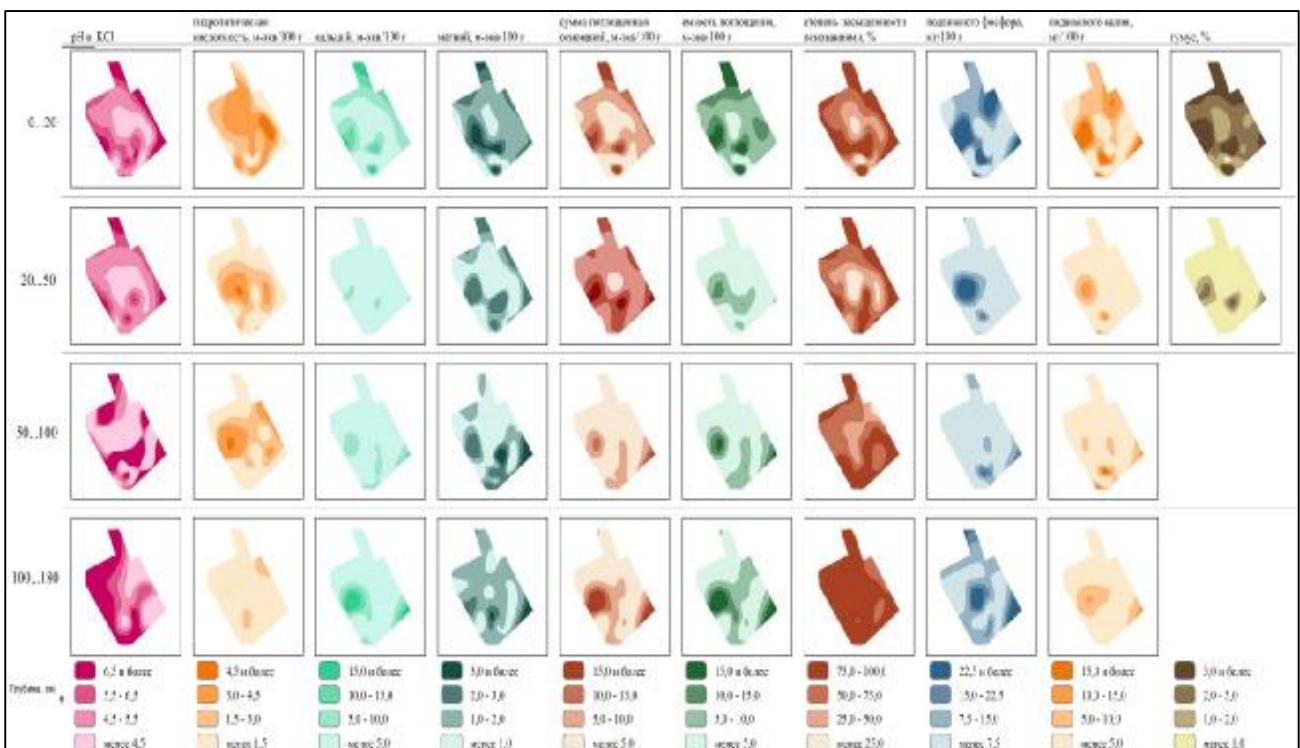 гидролитическая
сумма поглощенных
емкость поглощения,
степень насыщенности
подвижного фосфора,
подвижного калия,
pH в KCl
кислотность, м-экв/100 г
кальций, м-экв/100 г
магний, м-экв/100 г
оснований, м-экв/100 г
м-экв/100 г
основаниями, %
мг/100 г
мг/100 г
гумус, %
0...20
20...50
50...100
100...130
Глубина, см
6,5 и более
5,5 - 6,5
4,5 - 5,5
менее 4,5
4,5 и более
3,0 - 4,5
1,5 - 3,0
менее 1,5
15,0 и более
10,0 - 15,0
5,0 - 10,0
менее 5,0
3,0 и более
2,0 - 3,0
1,0 - 2,0
менее 1,0
15,0 и более
10,0 - 15,0
5,0 - 10,0
менее 5,0
15,0 и более
10,0 - 15,0
5,0 - 10,0
менее 5,0
75,0 - 100,0
50,0 - 75,0
25,0 - 50,0
менее 25,0
22,5 и более
15,0 - 22,5
7,5 - 15,0
менее 7,5
15,0 и более
10,0 - 15,0
5,0 - 10,0
менее 5,0
3,0 и более
2,0 - 3,0
1,0 - 2,0
менее 1,0